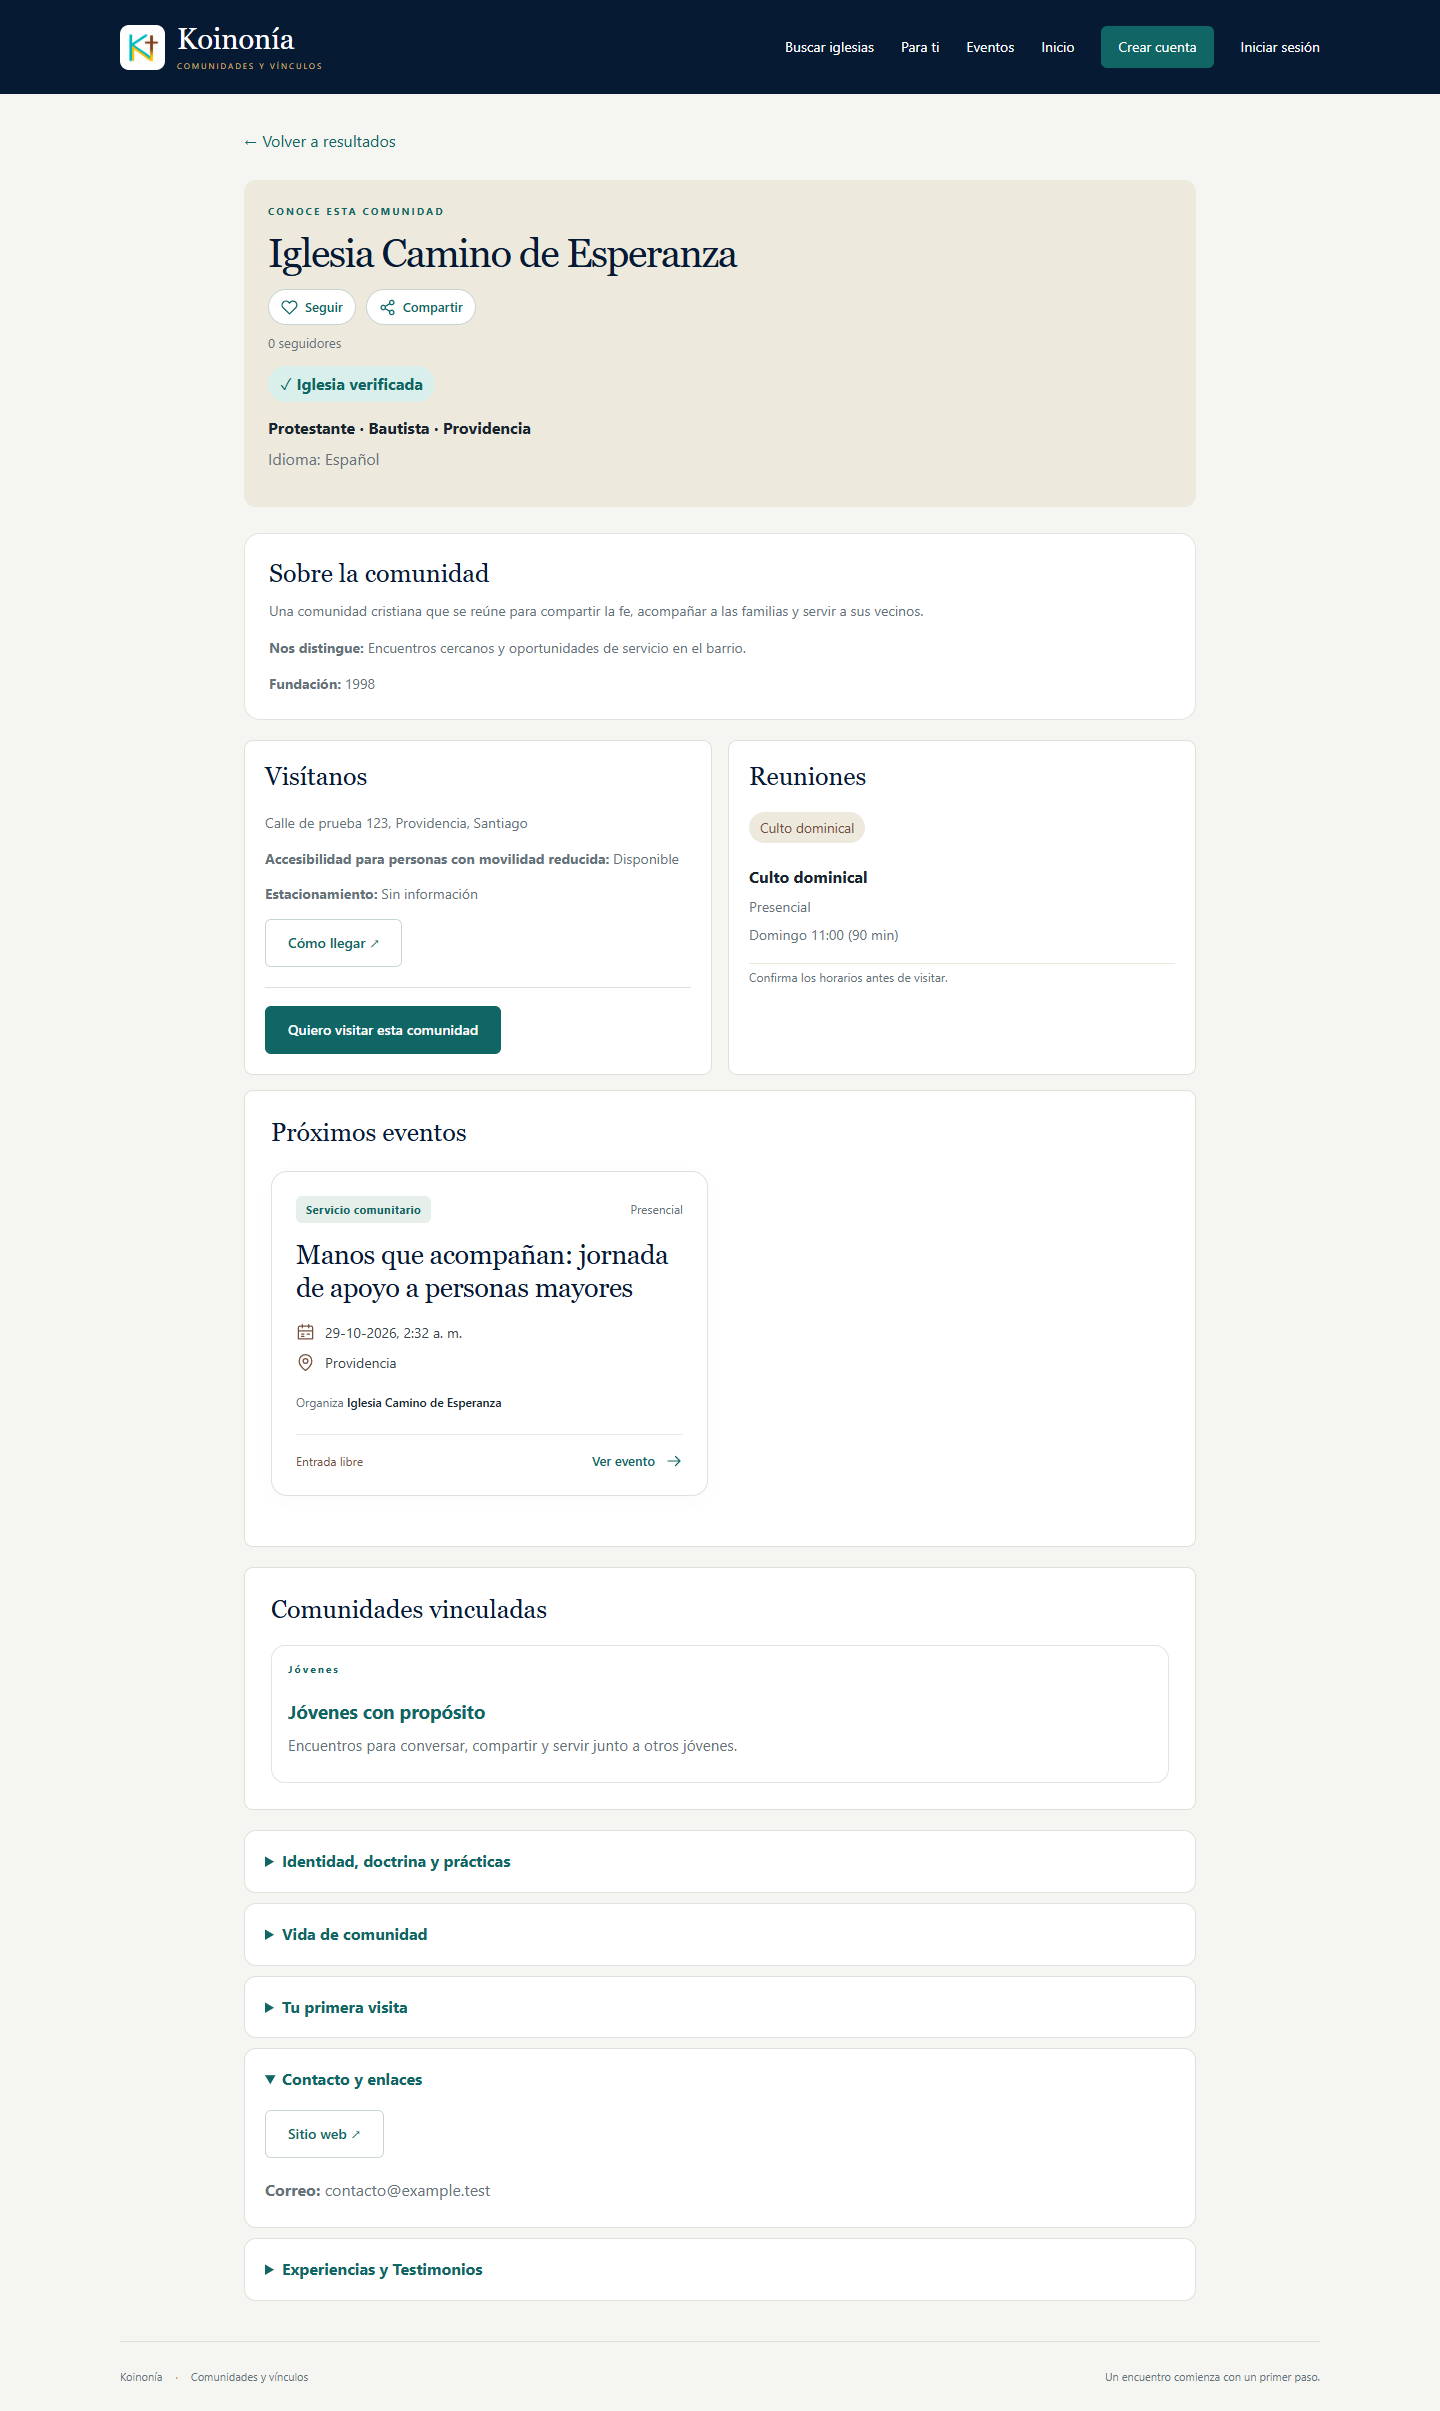 Koinonía
COMUNIDADES Y VÍNCULOS
Buscar iglesias
Para ti
Eventos
Inicio
Crear cuenta
Iniciar sesión
← Volver a resultados
CONOCE ESTA COMUNIDAD
Iglesia Camino de Esperanza
Seguir
Compartir
0 seguidores
✓ Iglesia verificada
Protestante · Bautista · Providencia
Idioma: Español
Sobre la comunidad
Una comunidad cristiana que se reúne para compartir la fe, acompañar a las familias y servir a sus vecinos.
Nos distingue: Encuentros cercanos y oportunidades de servicio en el barrio.
Fundación: 1998
Visítanos
Calle de prueba 123, Providencia, Santiago
Accesibilidad para personas con movilidad reducida: Disponible
Estacionamiento: Sin información
Cómo llegar ↗
Quiero visitar esta comunidad
Reuniones
Culto dominical
Culto dominical
Presencial
Domingo 11:00 (90 min)
Confirma los horarios antes de visitar.
Próximos eventos
Servicio comunitario
Presencial
Manos que acompañan: jornada
de apoyo a personas mayores
29-10-2026, 2:32 a. m.
Providencia
Organiza Iglesia Camino de Esperanza
Entrada libre
Ver evento →
Comunidades vinculadas
Jóvenes
Jóvenes con propósito
Encuentros para conversar, compartir y servir junto a otros jóvenes.
▶ Identidad, doctrina y prácticas
▶ Vida de comunidad
▶ Tu primera visita
▼ Contacto y enlaces
Sitio web ↗
Correo: contacto@example.test
▶ Experiencias y Testimonios
Koinonía · Comunidades y vínculos
Un encuentro comienza con un primer paso.